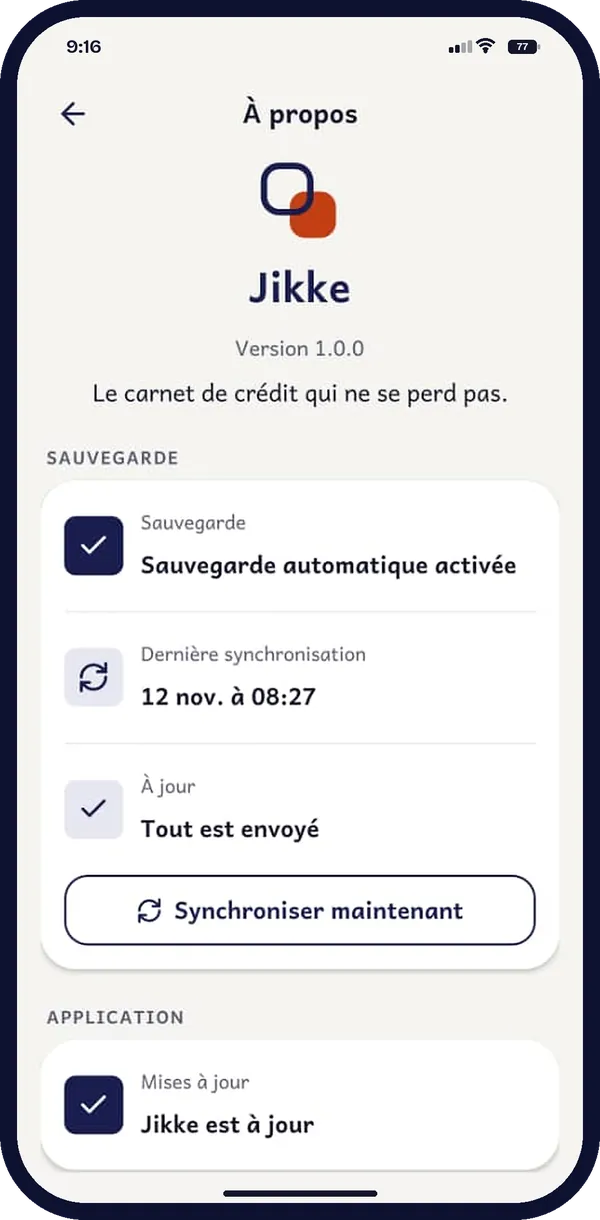 9:16
77
À propos
Jikke
Version 1.0.0
Le carnet de crédit qui ne se perd pas.
SAUVEGARDE
Sauvegarde
Sauvegarde automatique activée
Dernière synchronisation
12 nov. à 08:27
À jour
Tout est envoyé
Synchroniser maintenant
APPLICATION
Mises à jour
Jikke est à jour